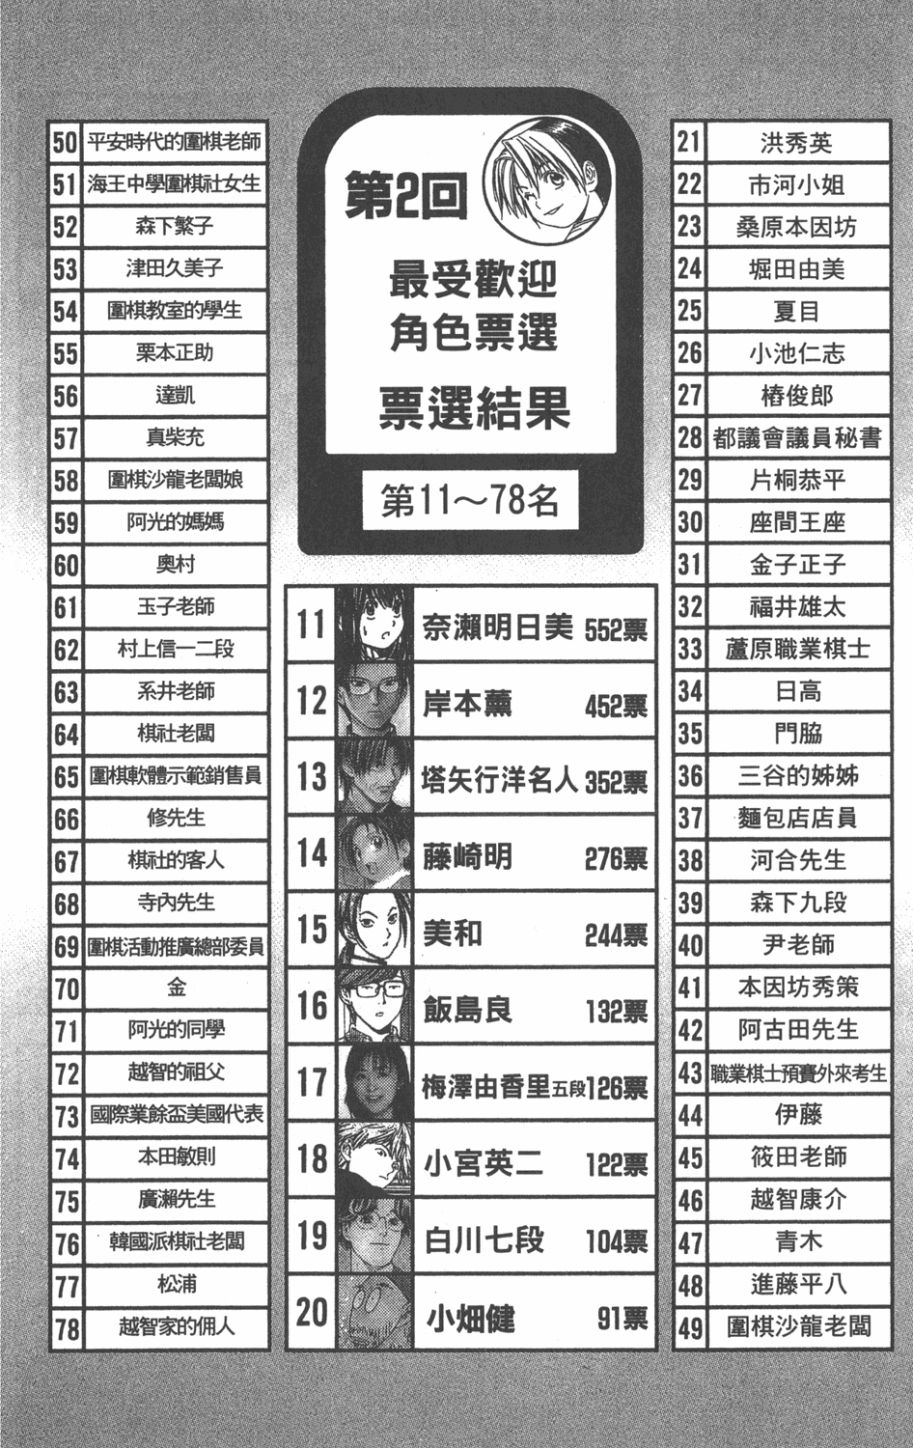 第2回
最受歡迎
角色票選
票選結果
第11～78名
11 奈瀨明日美 552票
12 岸本薰 452票
13 塔矢行洋名人 352票
14 藤崎明 276票
15 美和 244票
16 飯島良 132票
17 梅澤由香里五段 126票
18 小宮英二 122票
19 白川七段 104票
20 小畑健 91票
21 洪秀英
22 市河小姐
23 桑原本因坊
24 堀田由美
25 夏目
26 小池仁志
27 樁俊郎
28 都議會議員秘書
29 片桐恭平
30 座間王座
31 金子正子
32 福井雄太
33 蘆原職業棋士
34 日高
35 門脇
36 三谷的姊姊
37 麵包店店員
38 河合先生
39 森下九段
40 尹老師
41 本因坊秀策
42 阿古田先生
43 職業棋士預賽外來考生
44 伊藤
45 筱田老師
46 越智康介
47 青木
48 進藤平八
49 圍棋沙龍老闆
50 平安時代的圍棋老師
51 海王中學圍棋社女生
52 森下繁子
53 津田久美子
54 圍棋教室的學生
55 栗本正助
56 達凱
57 真柴充
58 圍棋沙龍老闆娘
59 阿光的媽媽
60 奧村
61 玉子老師
62 村上信一二段
63 系井老師
64 棋社老闆
65 圍棋軟體示範銷售員
66 修先生
67 棋社的客人
68 寺內先生
69 圍棋活動推廣總部委員
70 金
71 阿光的同學
72 越智的祖父
73 國際業餘盃美國代表
74 本田敏則
75 廣瀨先生
76 韓國派棋社老闆
77 松浦
78 越智家的佣人